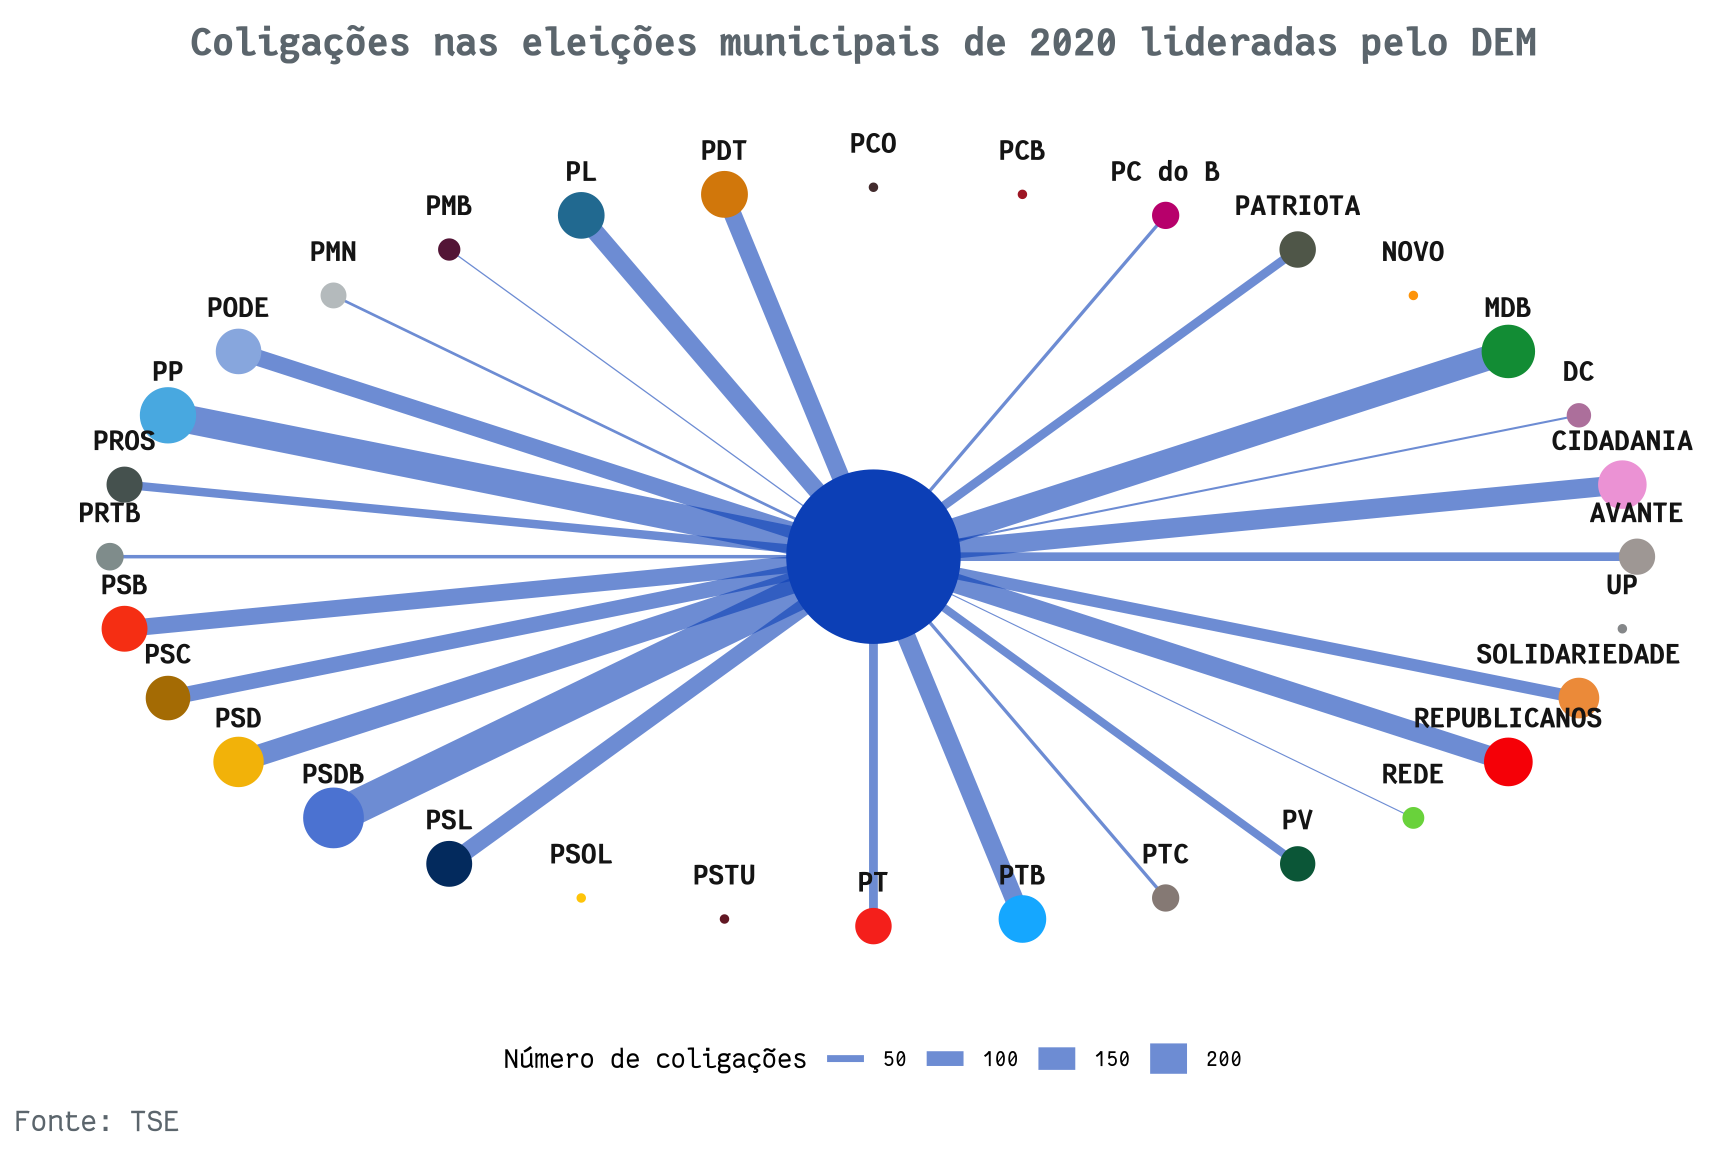 Coligações nas eleições municipais de 2020 lideradas pelo DEM
PCO
PDT
PCB
PL
PC do B
PMB
PATRIOTA
PMN
NOVO
PODE
MDB
PP
DC
PROS
CIDADANIA
PRTB
AVANTE
PSB
UP
PSC
SOLIDARIEDADE
PSD
REPUBLICANOS
PSDB
REDE
PSL
PV
PSOL
PTC
PSTU
PT
PTB
Número de coligações 50 100 150 200
Fonte: TSE